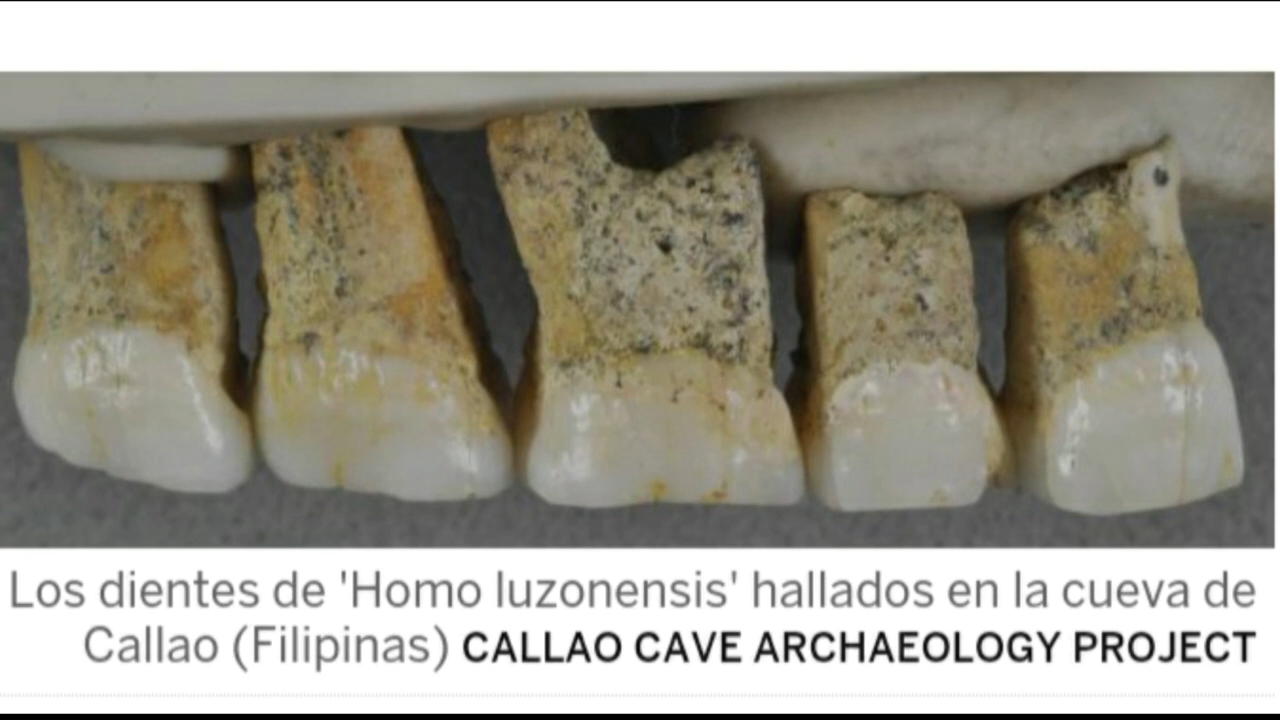 Los dientes de 'Homo luzonensis' hallados en la cueva de
Callao (Filipinas) CALLAO CAVE ARCHAEOLOGY PROJECT